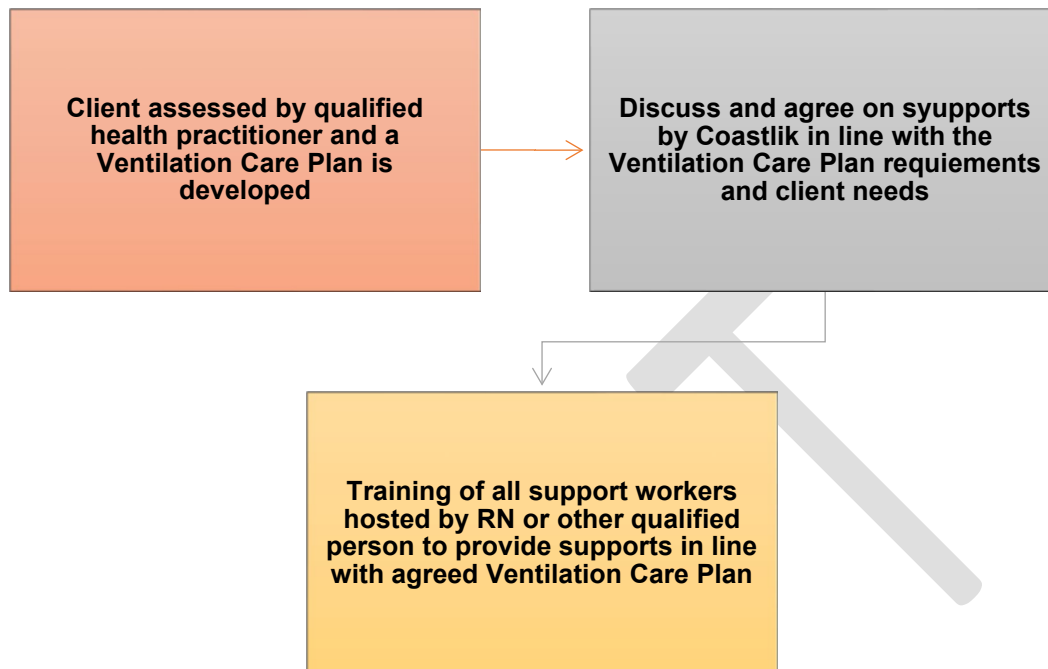 Client assessed by qualified
health practitioner and a
Ventilation Care Plan is
developed
Discuss and agree on syupports
by Coastlik in line with the
Ventilation Care Plan requiements
and client needs
Training of all support workers
hosted by RN or other qualified
person to provide supports in line
with agreed Ventilation Care Plan